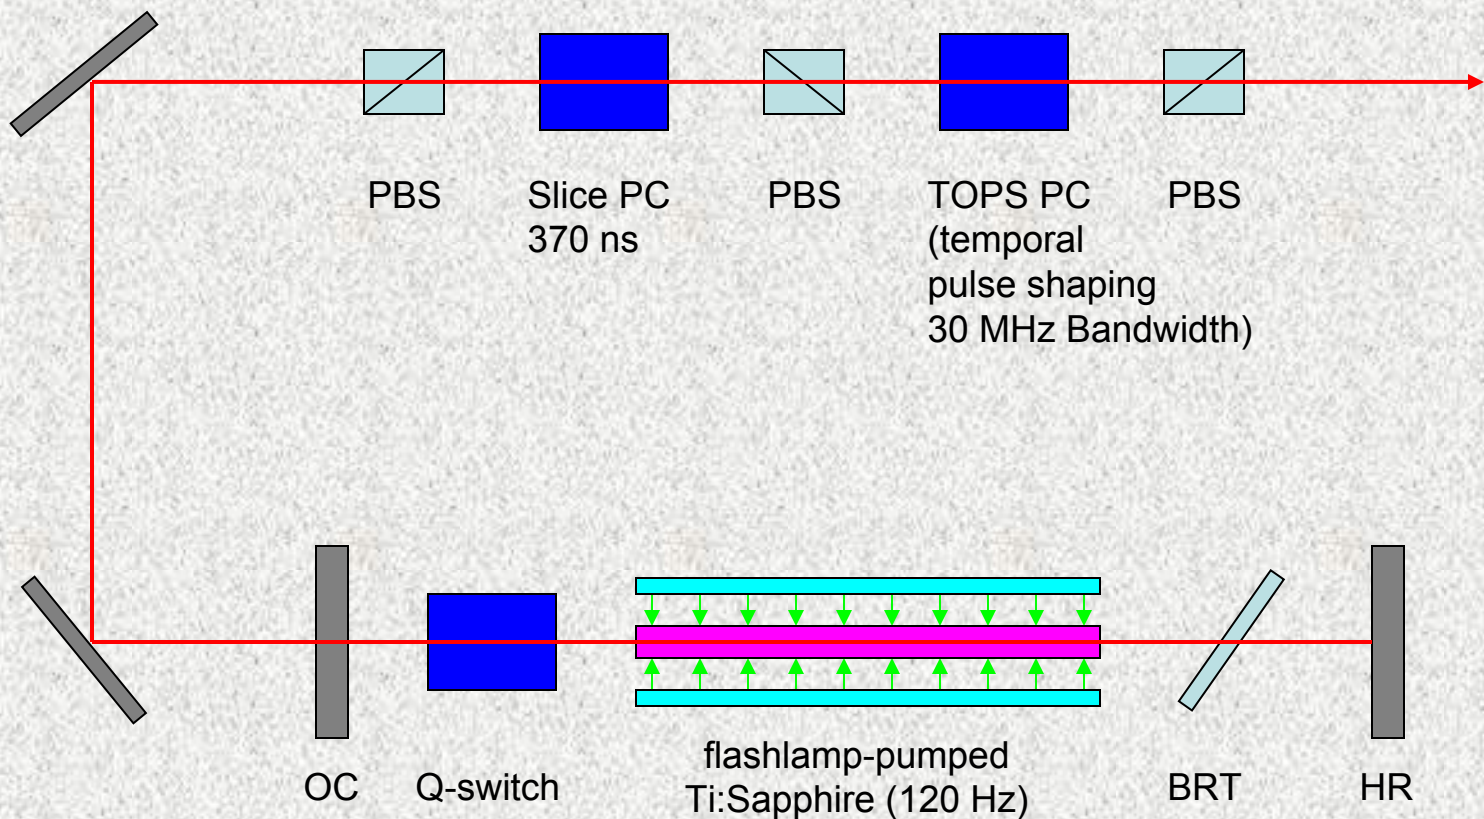 PBS
Slice PC
370 ns
PBS
TOPS PC
(temporal
pulse shaping
30 MHz Bandwidth)
PBS
OC
Q-switch
flashlamp-pumped
Ti:Sapphire (120 Hz)
BRT
HR